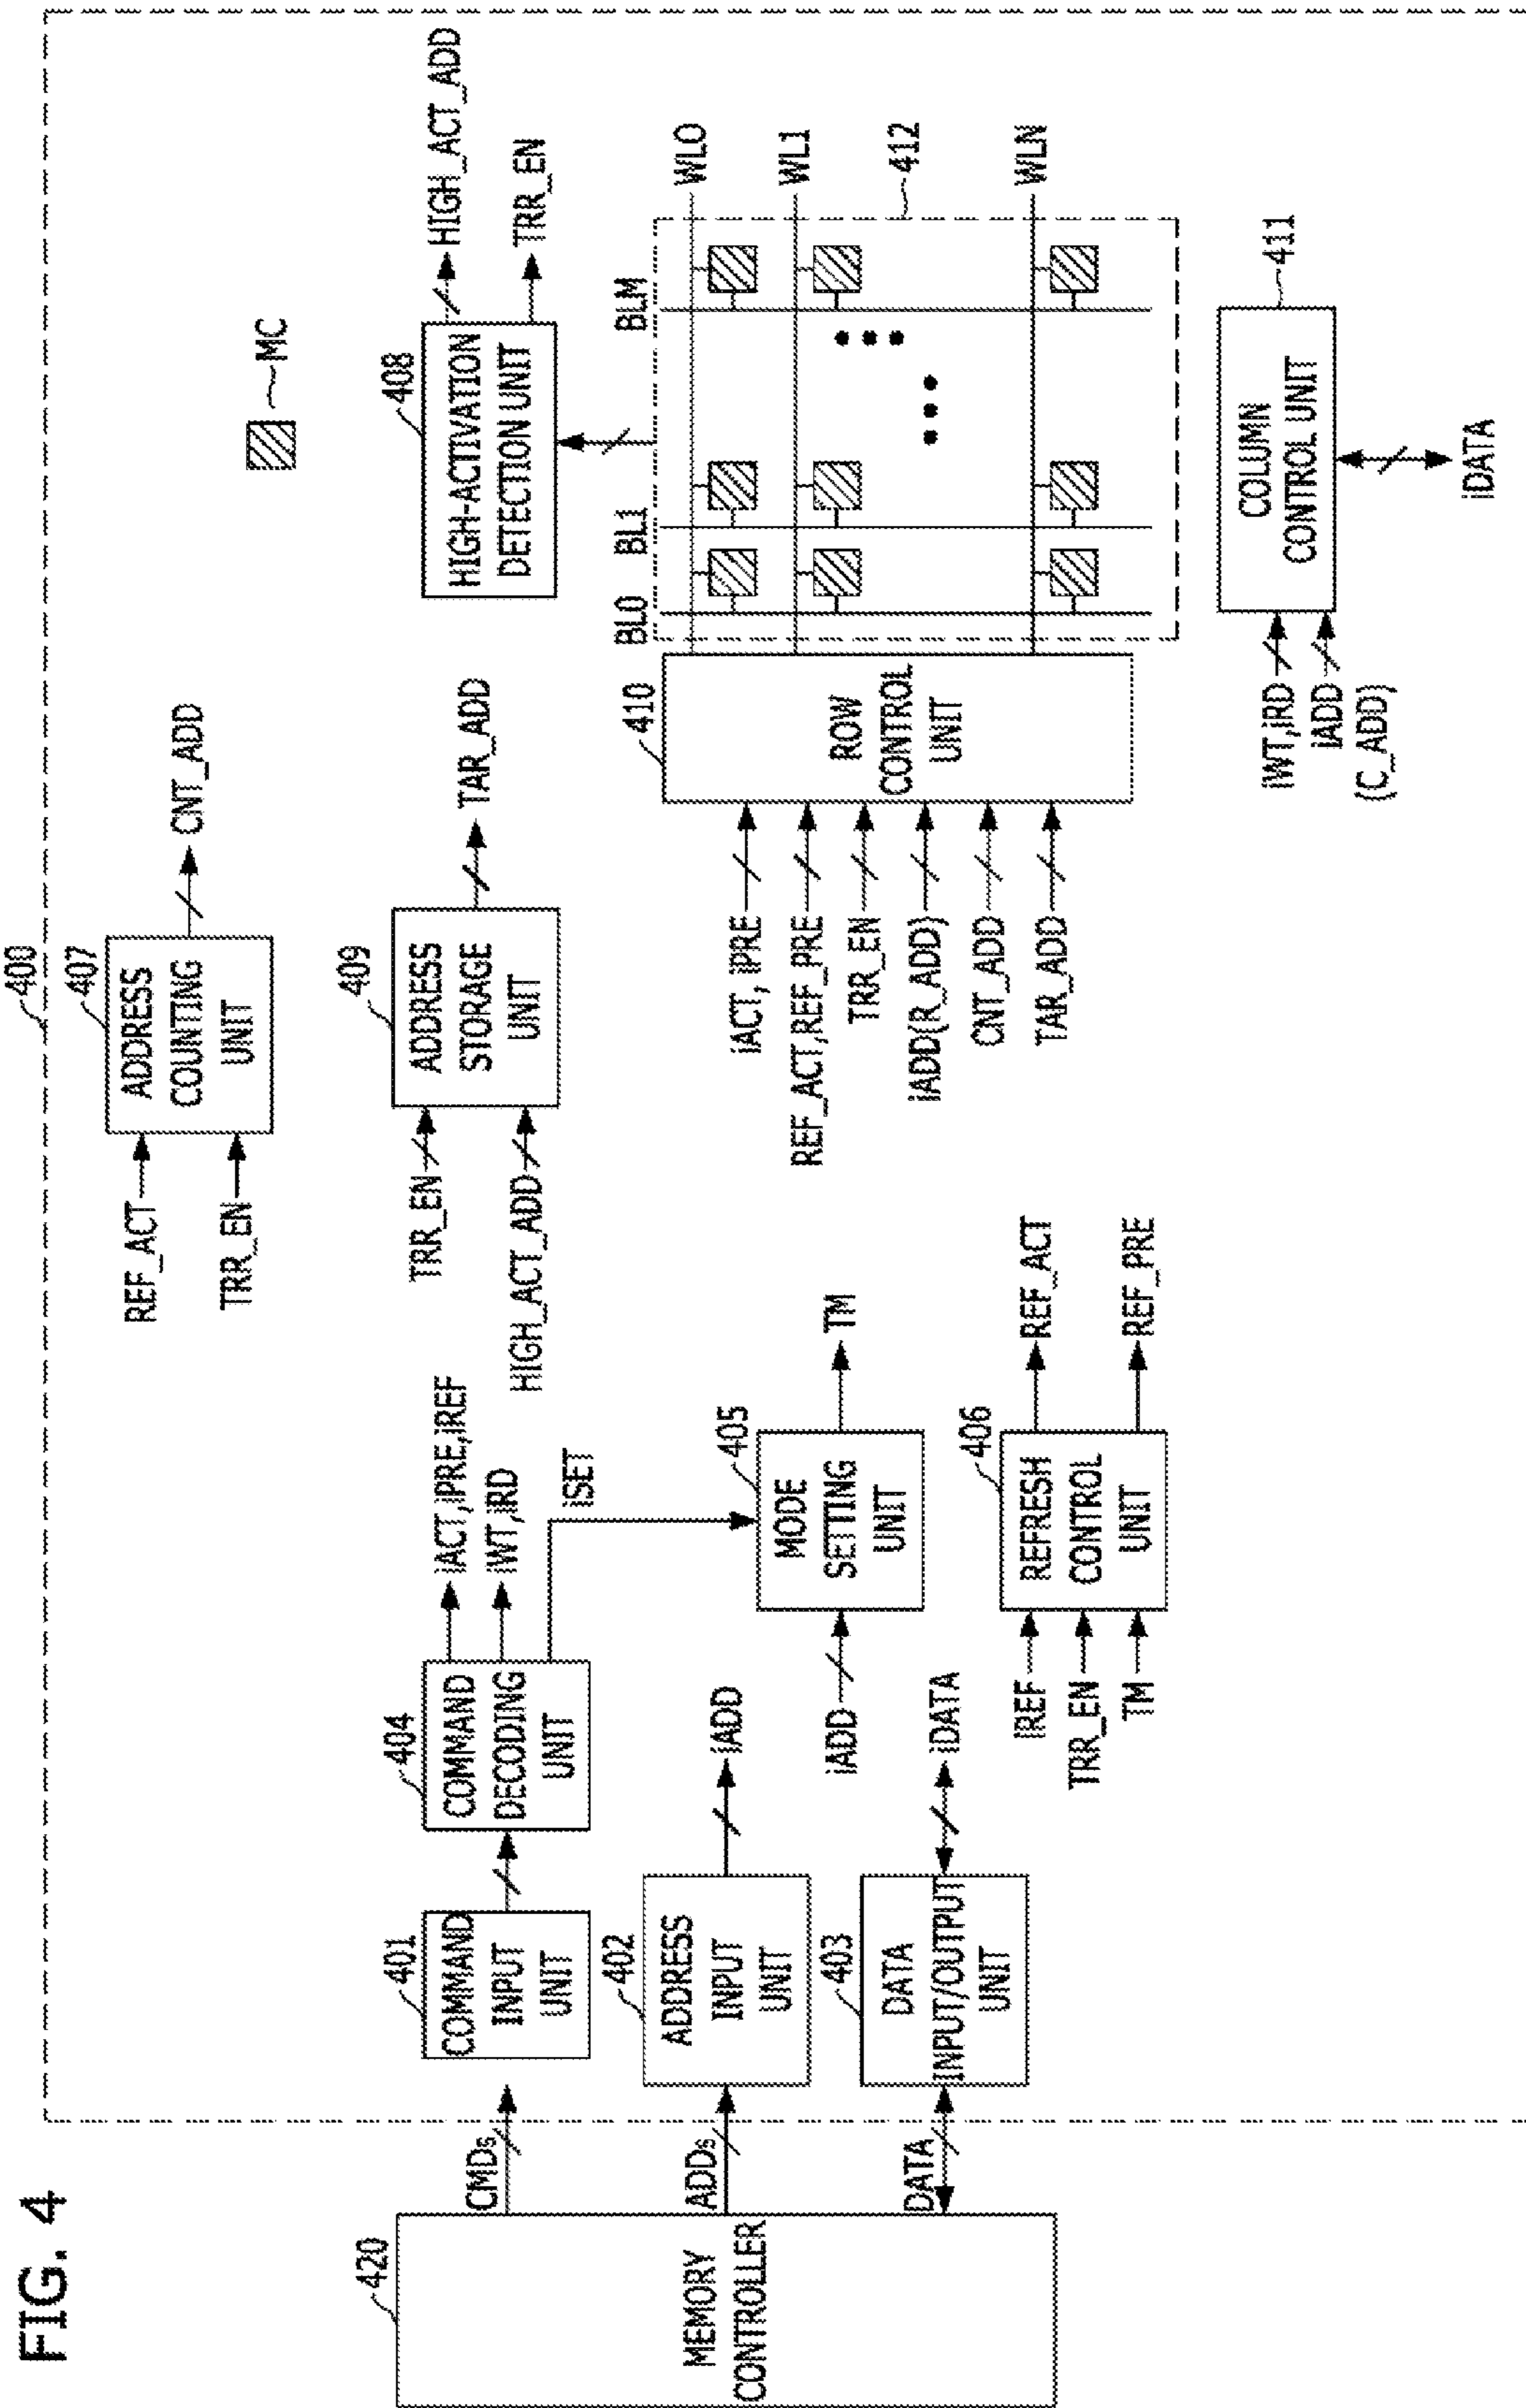 FIG. 4
400
420
MEMORY
CONTROLLER
CMDs
ADDs
DATA
401
COMMAND
INPUT
UNIT
402
ADDRESS
INPUT
UNIT
403
DATA
INPUT/OUTPUT
UNIT
404
COMMAND
DECODING
UNIT
iACT,iPRE,iREF
iWT,iRD
iSET
iADD
iDATA
405
MODE
SETTING
UNIT
iADD
TM
406
REFRESH
CONTROL
UNIT
IREF
TRR_EN
TM
REF_ACT
REF_PRE
407
ADDRESS
COUNTING
UNIT
REF_ACT
TRR_EN
CNT_ADD
409
ADDRESS
STORAGE
UNIT
TRR_EN
HIGH_ACT_ADD
TAR_ADD
MC
408
HIGH-ACTIVATION
DETECTION UNIT
HIGH_ACT_ADD
TRR_EN
410
ROW
CONTROL
UNIT
iACT, iPRE
REF_ACT,REF_PRE
TRR_EN
iADD(R_ADD)
CNT_ADD
TAR_ADD
BL0
BL1
BLM
WL0
WL1
WLN
412
411
COLUMN
CONTROL UNIT
iWT,iRD
iADD
(C_ADD)
iDATA